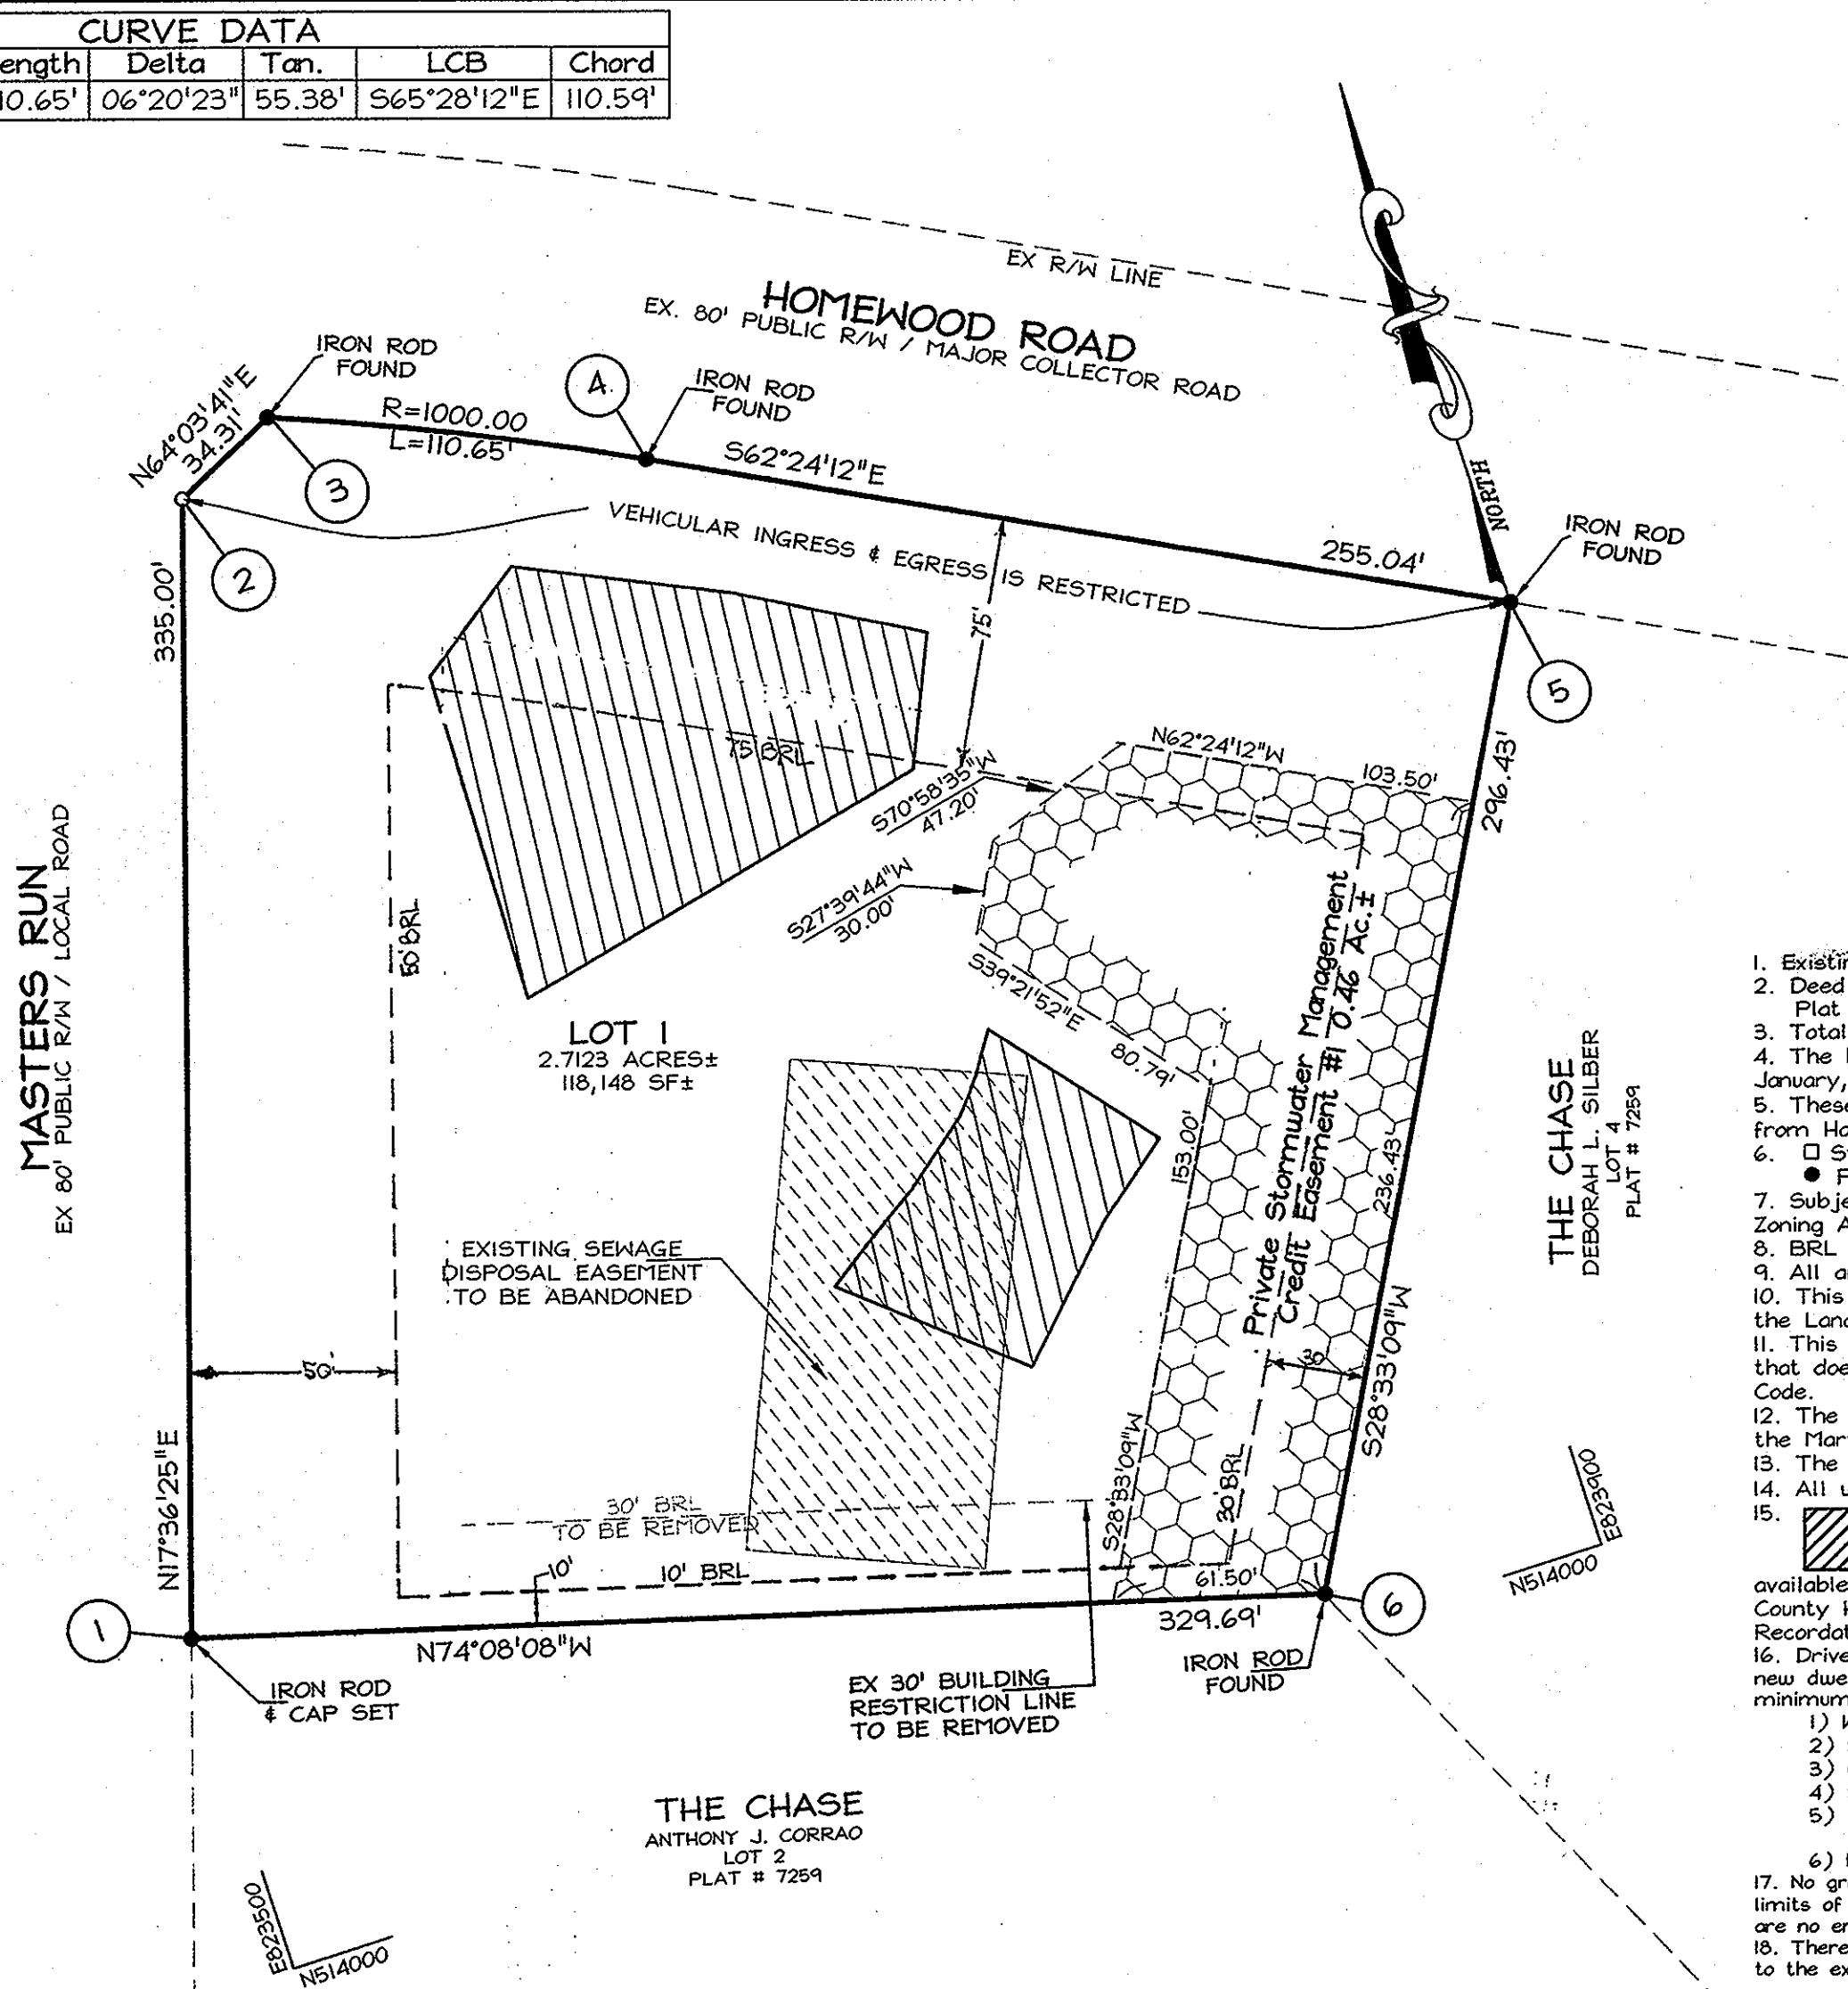 CURVE DATA
ength Delta Tan. LCB Chord
10.65' 06°20'23" 55.38' S65°28'12"E 110.59'
EX R/W LINE
HOMEWOOD ROAD
EX. 80' PUBLIC R/W / MAJOR COLLECTOR ROAD
NORTH
IRON ROD
FOUND
4
IRON ROD
FOUND
N64°03'41"E
34.31'
R=1000.00
L=110.65'
S62°24'12"E
3
2
VEHICULAR INGRESS & EGRESS IS RESTRICTED
255.04'
IRON ROD
FOUND
5
335.00'
75'
75' BRL
N62°24'12"W
103.50'
296.43'
S70°58'35"W
47.20'
S27°39'44"W
30.00'
S39°21'52"E
80.79'
MASTERS RUN
EX 80' PUBLIC R/W / LOCAL ROAD
50' BRL
LOT 1
2.7123 ACRES±
118,148 SF±
Private Stormwater Management
Credit Easement #1 0.46 Ac.±
153.00'
236.43'
THE CHASE
DEBORAH L. SILBER
LOT 4
PLAT # 7259
EXISTING SEWAGE
DISPOSAL EASEMENT
TO BE ABANDONED
50'
30'
S28°33'09"W
S28°33'09"W
30' BRL
N17°36'25"E
30' BRL
TO BE REMOVED
10'
10' BRL
61.50'
329.69'
N74°08'08"W
1
6
IRON ROD
& CAP SET
IRON ROD
FOUND
EX 30' BUILDING
RESTRICTION LINE
TO BE REMOVED
E823900
N514000
THE CHASE
ANTHONY J. CORRAO
LOT 2
PLAT # 7259
E823500
N514000
1. Existin
2. Deed
Plat
3. Total
4. The
January,
5. These
from Ho
6. □ S
● F
7. Subje
Zoning A
8. BRL
9. All a
10. This
the Land
11. This
that doe
Code.
12. The
the Mar
13. The
14. All u
15.
available
County H
Recordat
16. Drive
new dwe
minimum
1) W
2)
3)
4)
5)
6)
17. No gr
limits of
are no en
18. There
to the ex